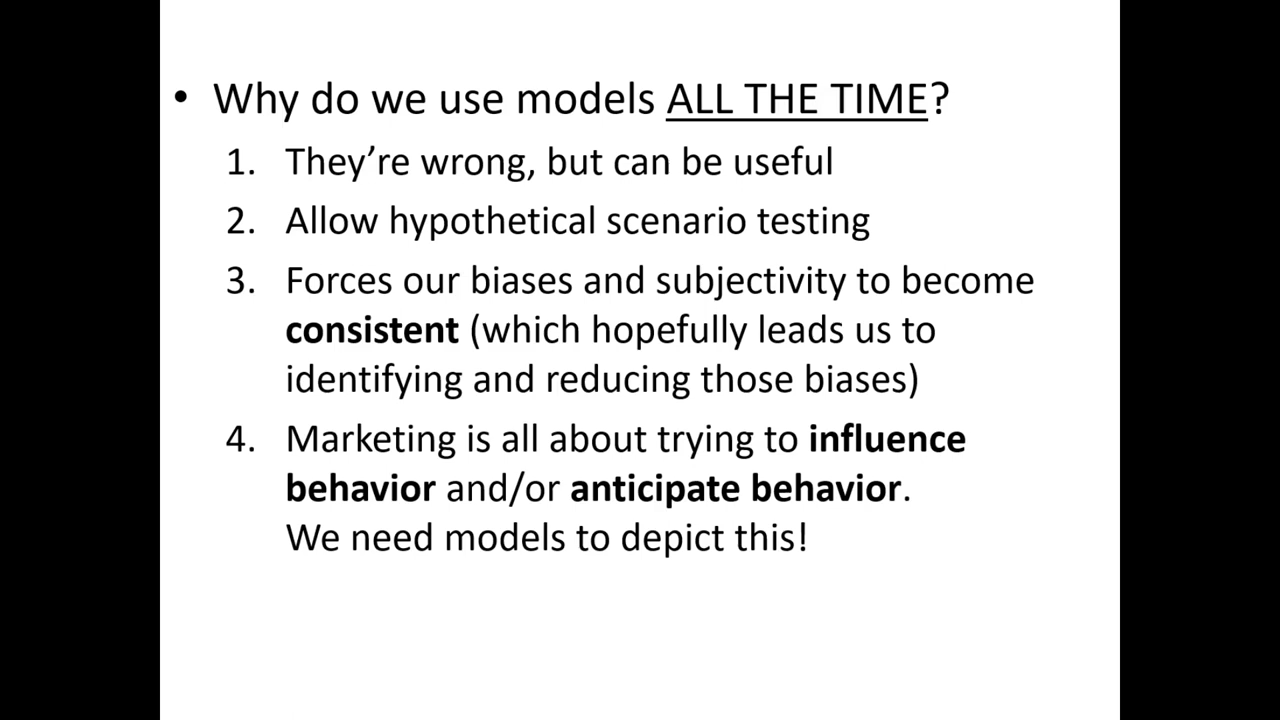 • Why do we use models ALL THE TIME?
1. They’re wrong, but can be useful
2. Allow hypothetical scenario testing
3. Forces our biases and subjectivity to become
consistent (which hopefully leads us to
identifying and reducing those biases)
4. Marketing is all about trying to influence
behavior and/or anticipate behavior.
We need models to depict this!